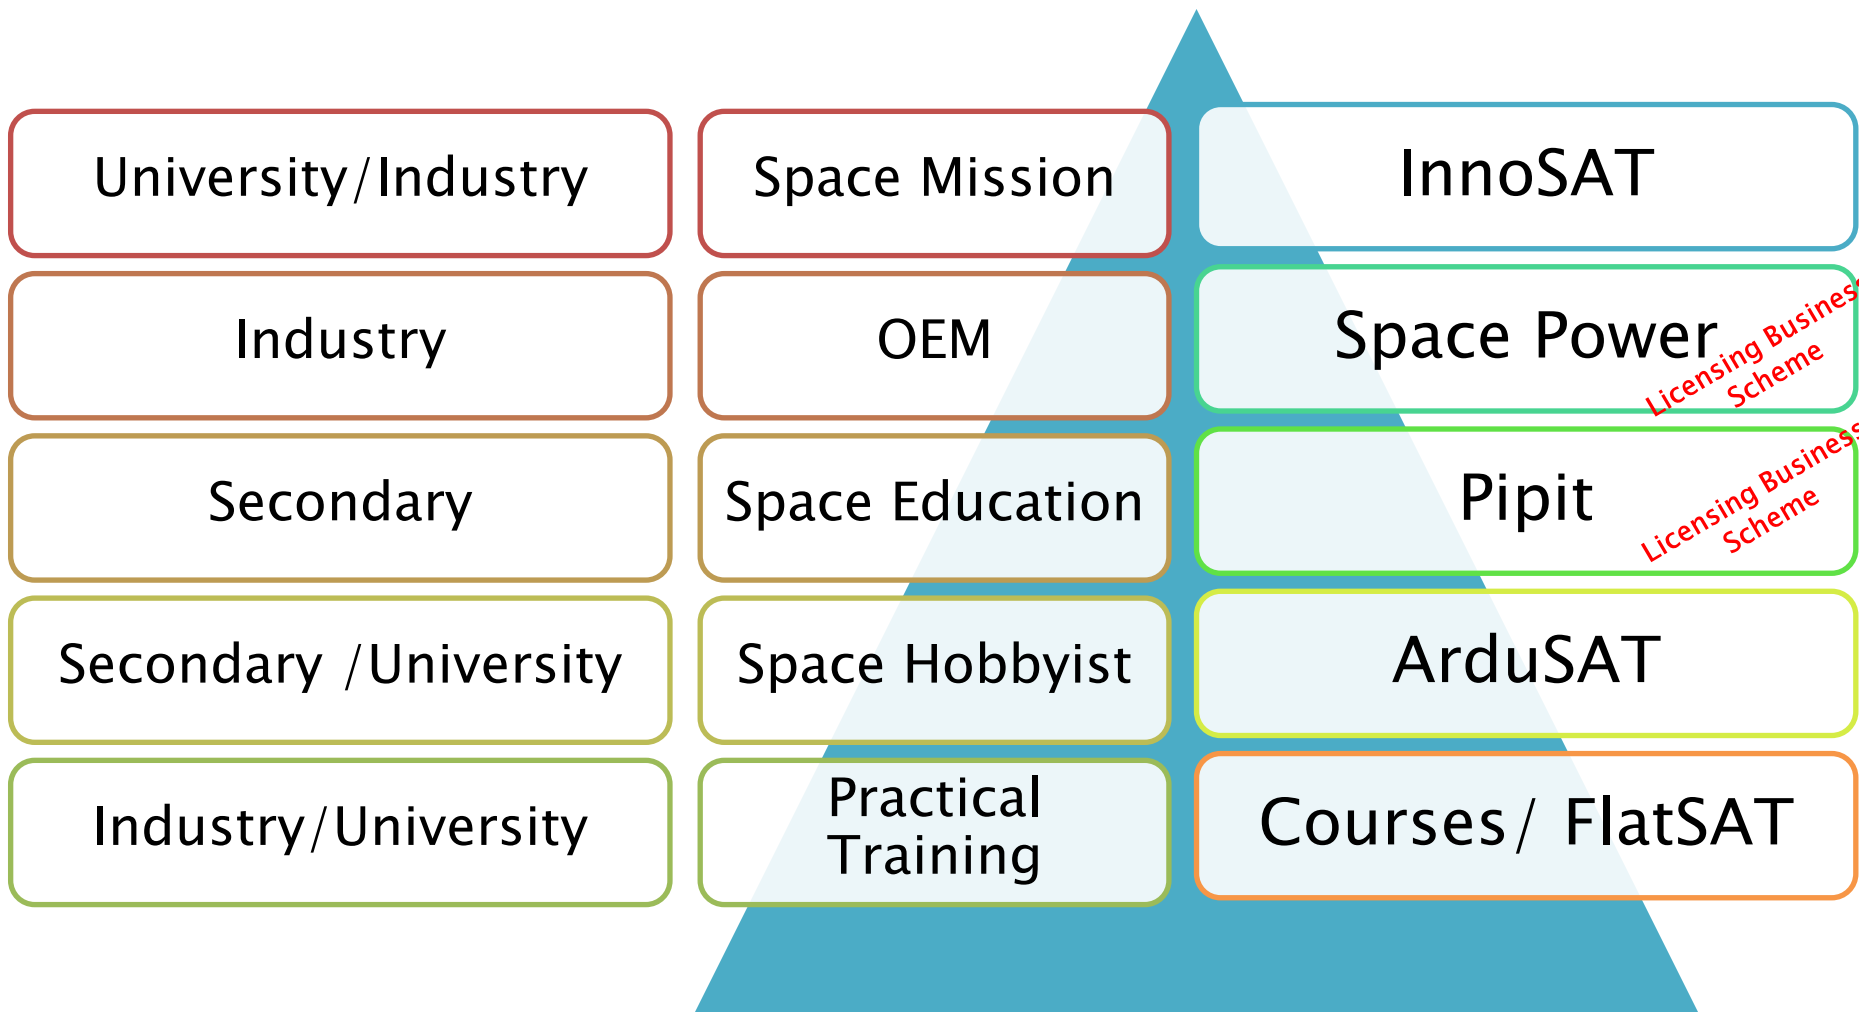 University/Industry
Space Mission
InnoSAT
Industry
OEM
Space Power
Licensing Business
Scheme
Secondary
Space Education
Pipit
Licensing Business
Scheme
Secondary /University
Space Hobbyist
ArduSAT
Industry/University
Practical
Training
Courses/ FlatSAT